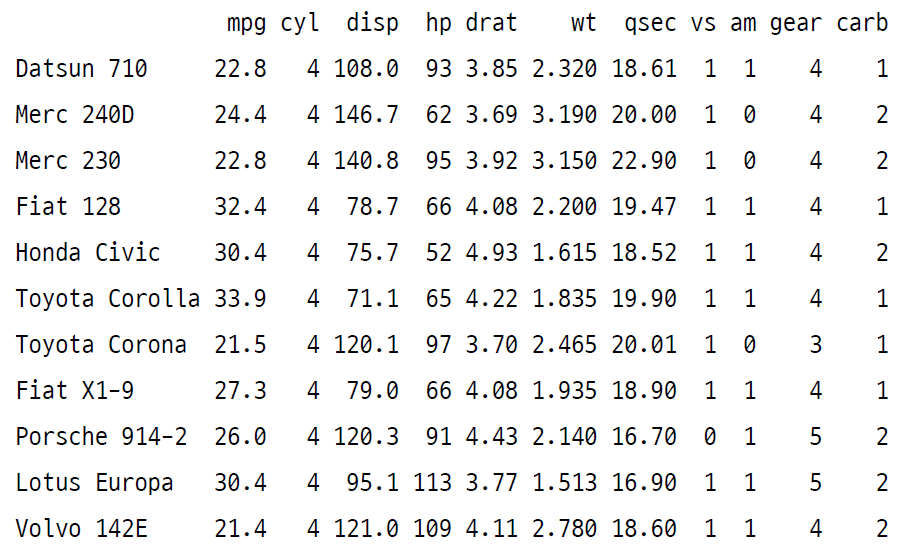 mpg cyl disp hp drat wt qsec vs am gear carb
Datsun 710 22.8 4 108.0 93 3.85 2.320 18.61 1 1 4 1
Merc 240D 24.4 4 146.7 62 3.69 3.190 20.00 1 0 4 2
Merc 230 22.8 4 140.8 95 3.92 3.150 22.90 1 0 4 2
Fiat 128 32.4 4 78.7 66 4.08 2.200 19.47 1 1 4 1
Honda Civic 30.4 4 75.7 52 4.93 1.615 18.52 1 1 4 2
Toyota Corolla 33.9 4 71.1 65 4.22 1.835 19.90 1 1 4 1
Toyota Corona 21.5 4 120.1 97 3.70 2.465 20.01 1 0 3 1
Fiat X1-9 27.3 4 79.0 66 4.08 1.935 18.90 1 1 4 1
Porsche 914-2 26.0 4 120.3 91 4.43 2.140 16.70 0 1 5 2
Lotus Europa 30.4 4 95.1 113 3.77 1.513 16.90 1 1 5 2
Volvo 142E 21.4 4 121.0 109 4.11 2.780 18.60 1 1 4 2